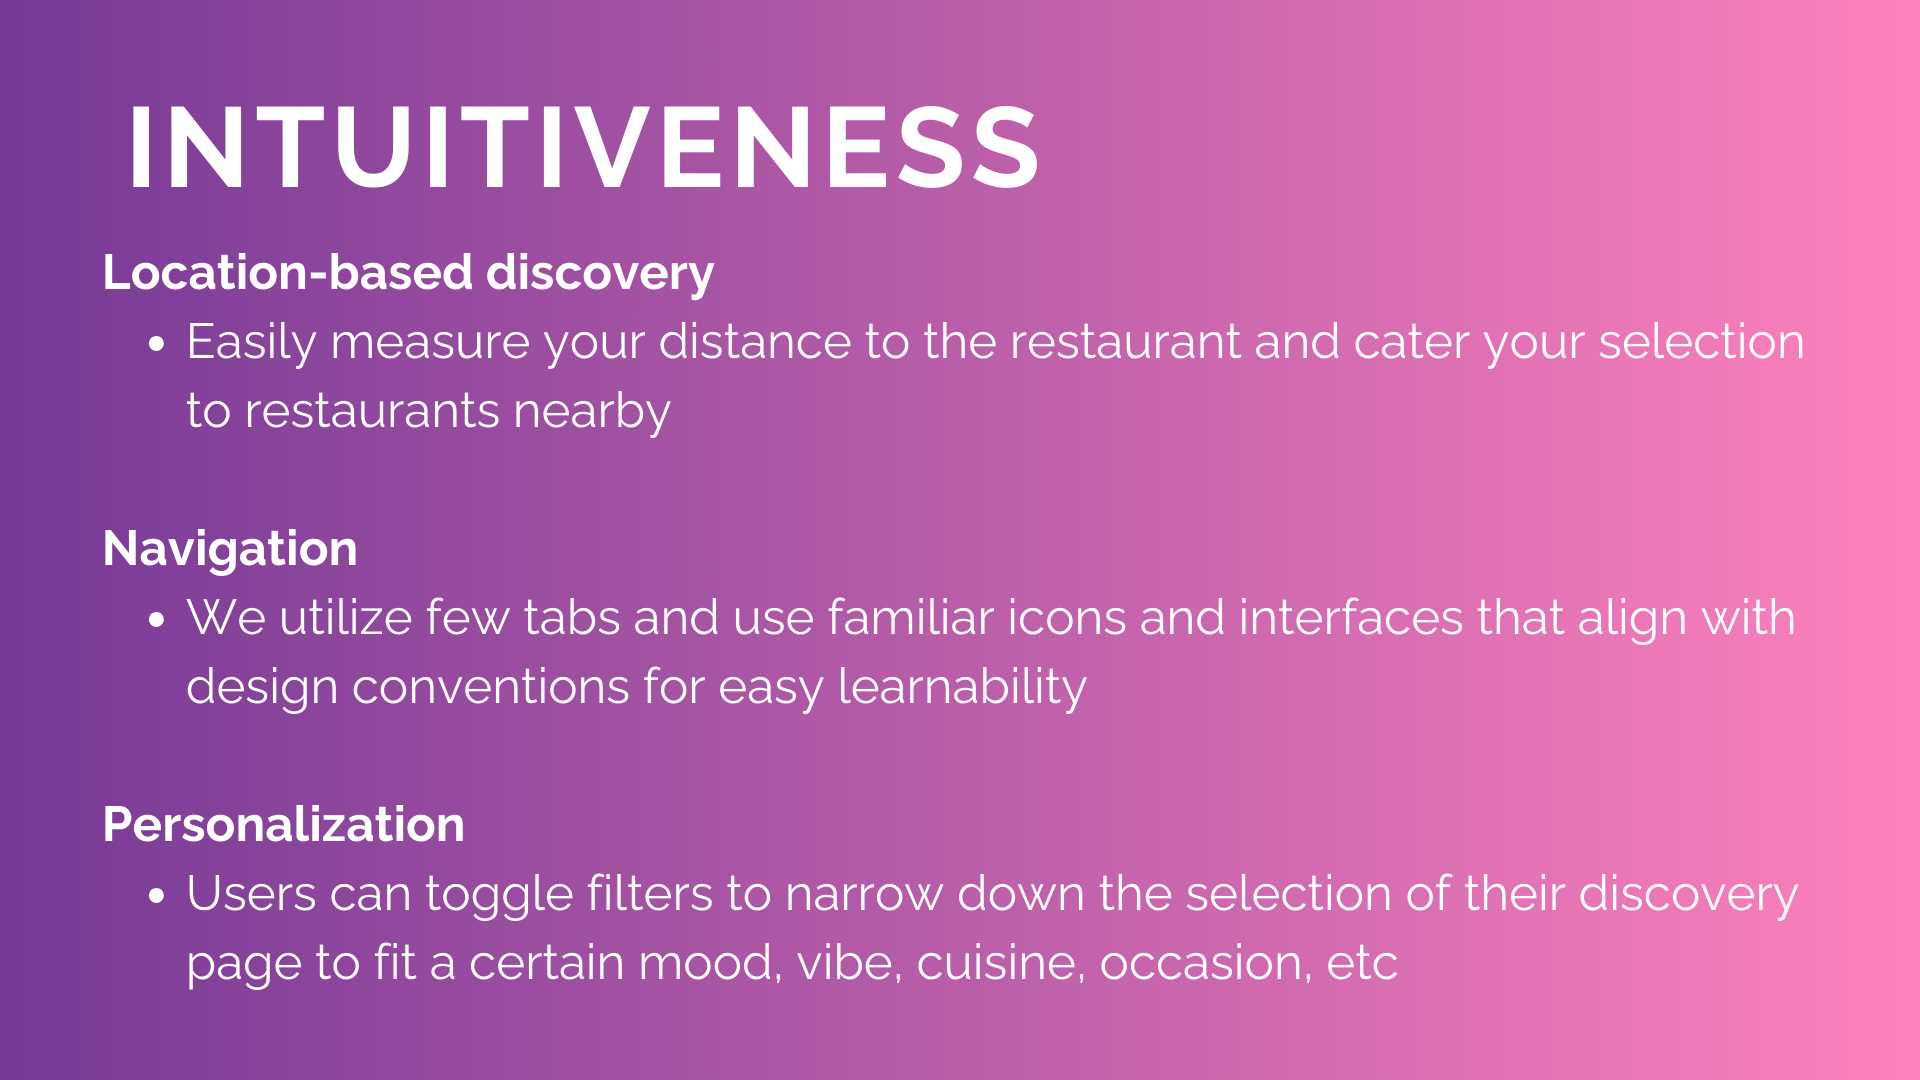 INTUITIVENESS
Location-based discovery
• Easily measure your distance to the restaurant and cater your selection
to restaurants nearby
Navigation
• We utilize few tabs and use familiar icons and interfaces that align with
design conventions for easy learnability
Personalization
• Users can toggle filters to narrow down the selection of their discovery
page to fit a certain mood, vibe, cuisine, occasion, etc